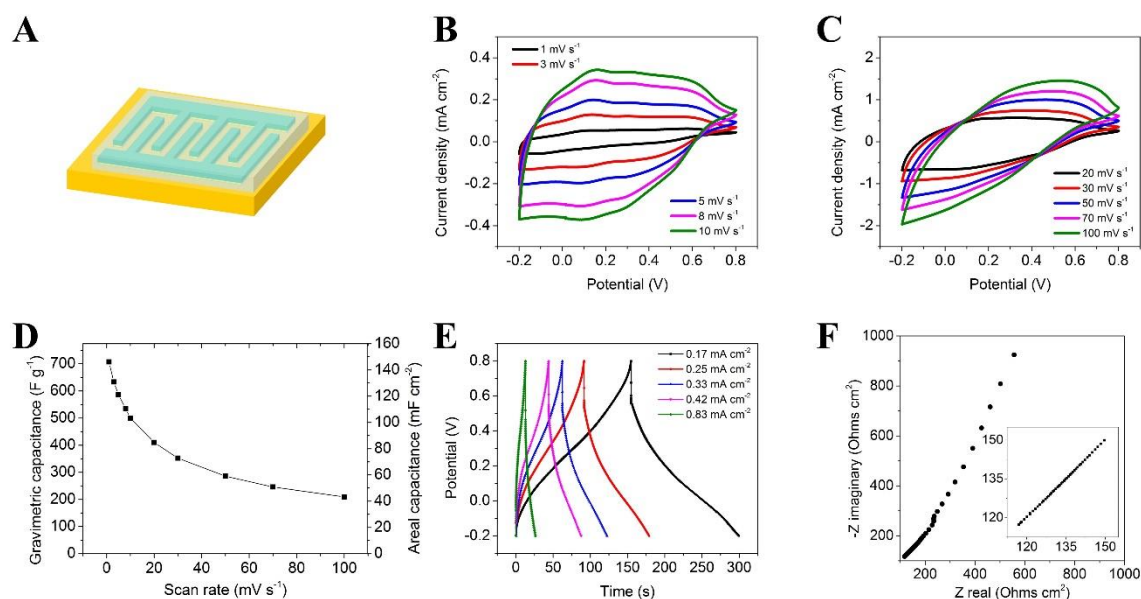 A
B
1 mV s⁻¹
3 mV s⁻¹
5 mV s⁻¹
8 mV s⁻¹
10 mV s⁻¹
0.4
0.2
0.0
-0.2
-0.4
Current density (mA cm⁻²)
-0.2 0.0 0.2 0.4 0.6 0.8
Potential (V)
C
20 mV s⁻¹
30 mV s⁻¹
50 mV s⁻¹
70 mV s⁻¹
100 mV s⁻¹
2
1
0
-1
-2
Current density (mA cm⁻²)
-0.2 0.0 0.2 0.4 0.6 0.8
Potential (V)
D
Gravimetric capacitance (F g⁻¹)
700
600
500
400
300
200
100
0
160
140
120
100
80
60
40
20
0
Areal capacitance (mF cm⁻²)
0 20 40 60 80 100
Scan rate (mV s⁻¹)
E
0.17 mA cm⁻²
0.25 mA cm⁻²
0.33 mA cm⁻²
0.42 mA cm⁻²
0.83 mA cm⁻²
0.8
0.6
0.4
0.2
0.0
-0.2
Potential (V)
0 50 100 150 200 250 300
Time (s)
F
1000
800
600
400
200
-Z imaginary (Ohms cm²)
150
135
120
120 135 150
200 400 600 800 1000
Z real (Ohms cm²)